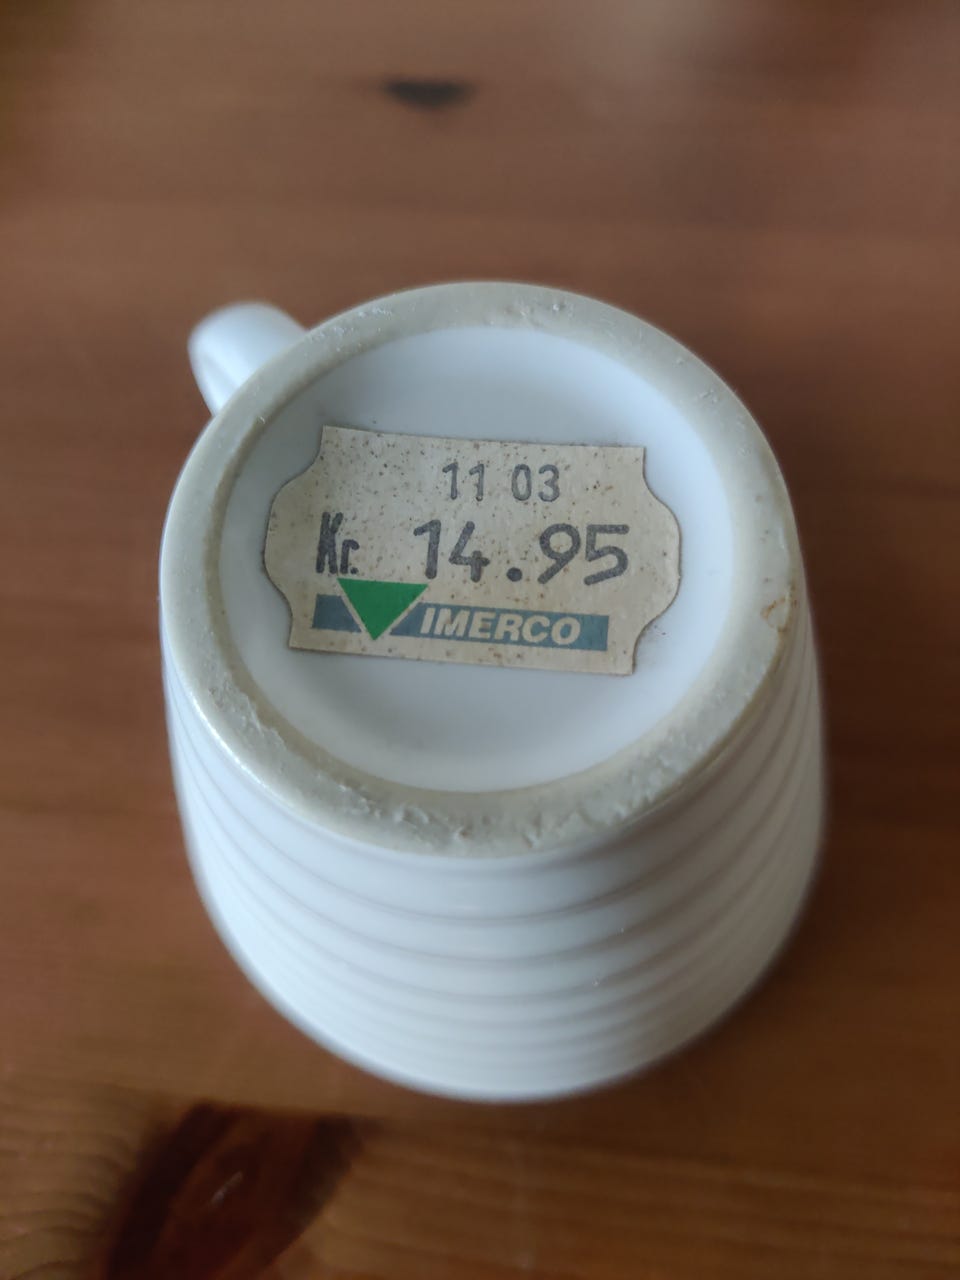 11 03
Kr. 14.95
IMERCO